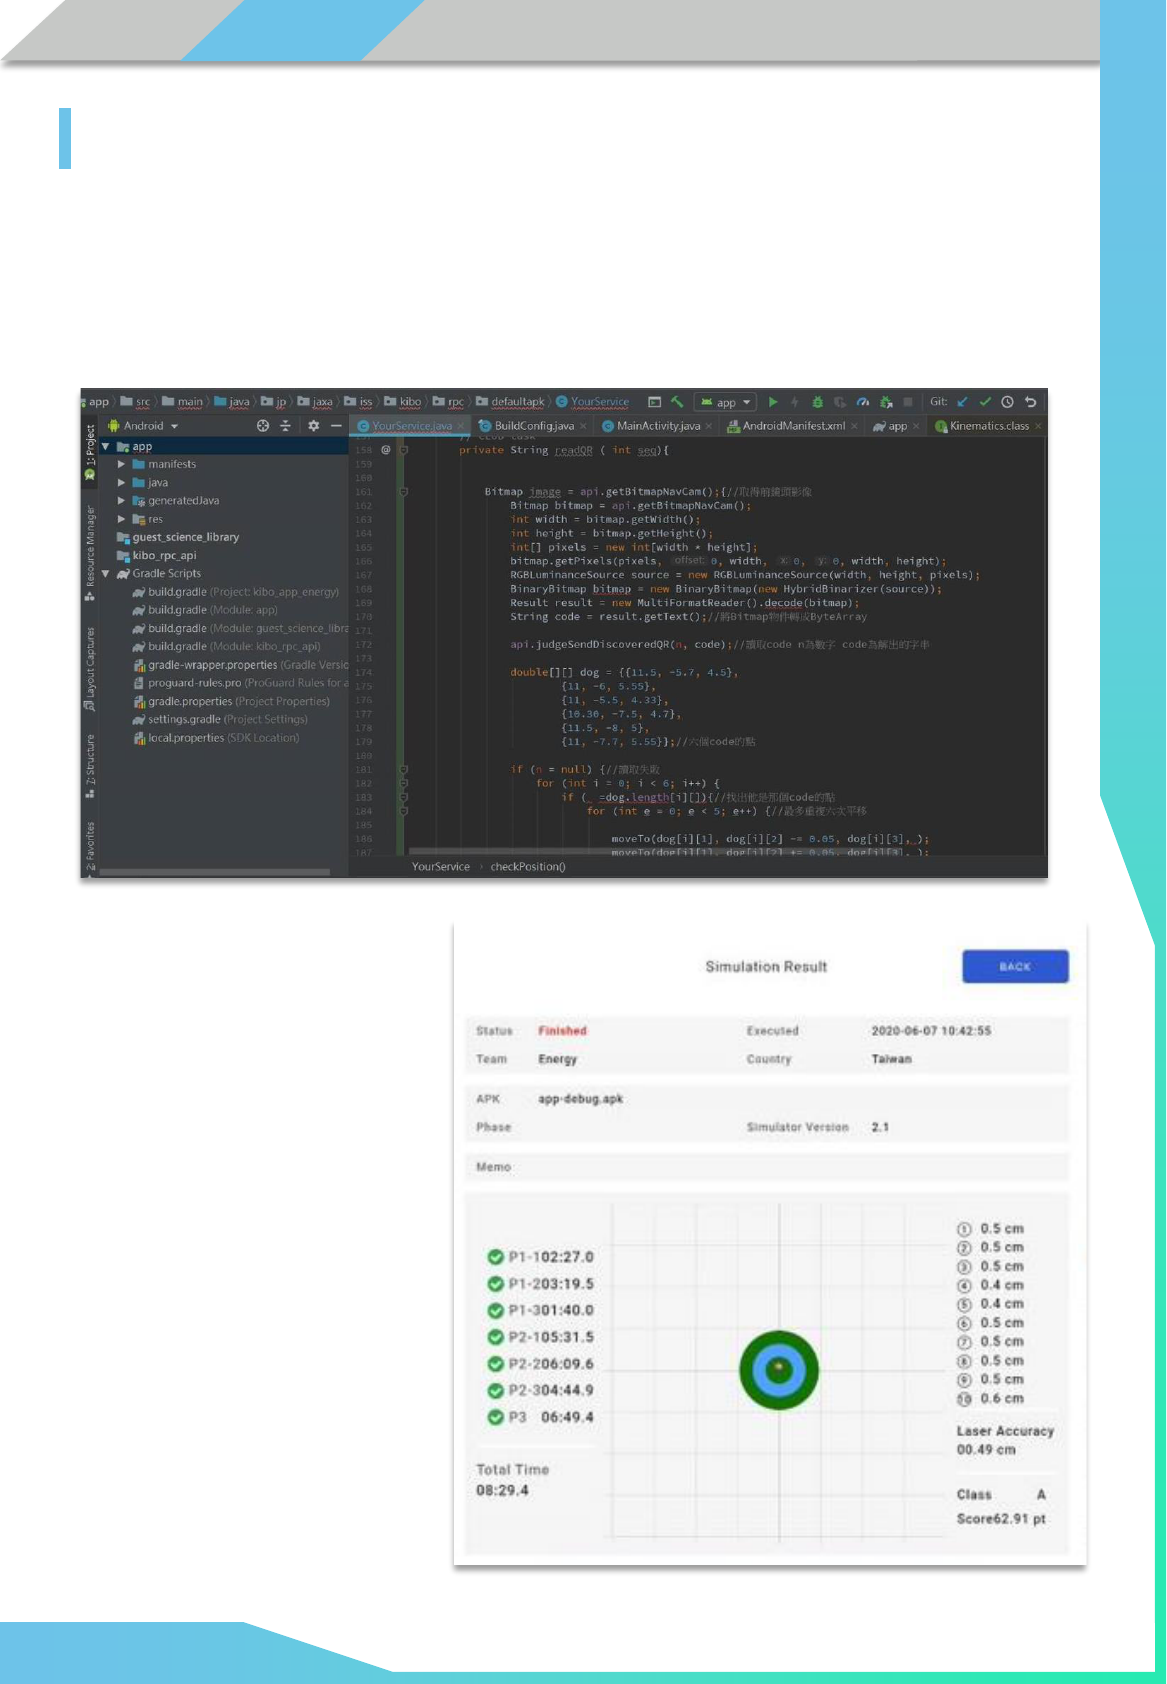 app 〉 src 〉 main 〉 java 〉 jp 〉 jaxa 〉 iss 〉 kibo 〉 rpc 〉 defaultapk 〉 YourService
app
Git:
Android
YourService.java
BuildConfig.java
MainActivity.java
AndroidManifest.xml
app
Kinematics.class
1: Project
Resource Manager
Layout Captures
Z: Structure
2: Favorites
app
manifests
java
generatedJava
res
guest_science_library
kibo_rpc_api
Gradle Scripts
build.gradle (Project: kibo_app_energy)
build.gradle (Module: app)
build.gradle (Module: guest_science_libra
build.gradle (Module: kibo_rpc_api)
gradle-wrapper.properties (Gradle Versio
proguard-rules.pro (ProGuard Rules for a
gradle.properties (Project Properties)
settings.gradle (Project Settings)
local.properties (SDK Location)
158 @ private String readQR ( int seq){
159
160
161 Bitmap image = api.getBitmapNavCam();{//取得前鏡頭影像
162 Bitmap bitmap = api.getBitmapNavCam();
163 int width = bitmap.getWidth();
164 int height = bitmap.getHeight();
165 int[] pixels = new int[width * height];
166 bitmap.getPixels(pixels, offset: 0, width, x: 0, y: 0, width, height);
167 RGBLuminanceSource source = new RGBLuminanceSource(width, height, pixels);
168 BinaryBitmap bitmap = new BinaryBitmap(new HybridBinarizer(source));
169 Result result = new MultiFormatReader().decode(bitmap);
170 String code = result.getText();//將Bitmap物件轉成ByteArray
171
172 api.judgeSendDiscoveredQR(n, code);//讀取code n為數字 code為解出的字串
173
174 double[][] dog = {{11.5, -5.7, 4.5},
175 {11, -6, 5.55},
176 {11, -5.5, 4.33},
177 {10.30, -7.5, 4.7},
178 {11.5, -8, 5},
179 {11, -7.7, 5.55}};//六個code的點
180
181 if (n = null) {//讀取失敗
182 for (int i = 0; i < 6; i++) {
183 if ( =dog.length[i][]){//找出他是那個code的點
184 for (int e = 0; e < 5; e++) {//最多重複六次平移
185
186 moveTo(dog[i][1], dog[i][2] -= 0.05, dog[i][3], );
187 moveTo(dog[i][1], dog[i][2] += 0.05, dog[i][3], );
YourService › checkPosition()
Simulation Result
BACK
Status Finished Executed 2020-06-07 10:42:55
Team Energy Country Taiwan
APK app-debug.apk
Phase Simulator Version 2.1
Memo
P1-102:27.0
P1-203:19.5
P1-301:40.0
P2-105:31.5
P2-206:09.6
P2-304:44.9
P3 06:49.4
Total Time
08:29.4
① 0.5 cm
② 0.5 cm
③ 0.5 cm
④ 0.4 cm
⑤ 0.4 cm
⑥ 0.5 cm
⑦ 0.5 cm
⑧ 0.5 cm
⑨ 0.5 cm
⑩ 0.6 cm
Laser Accuracy
00.49 cm
Class A
Score62.91 pt